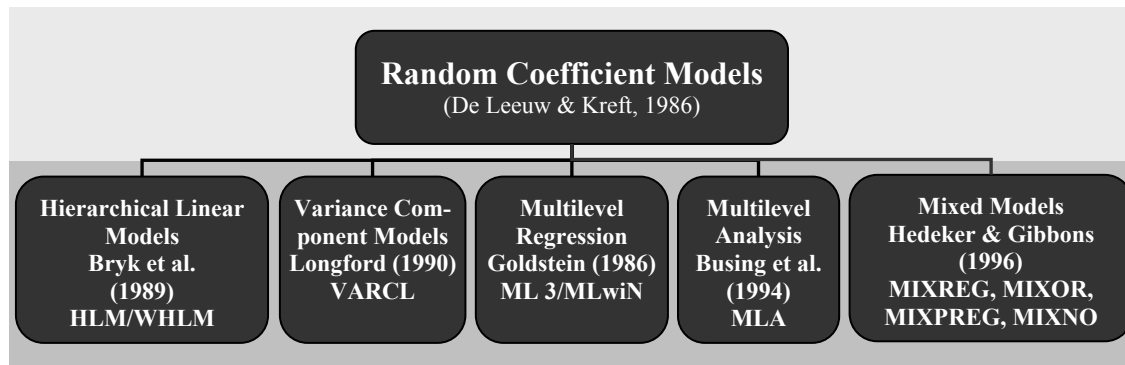 Random Coefficient Models
(De Leeuw & Kreft, 1986)
Hierarchical Linear
Models
Bryk et al.
(1989)
HLM/WHLM
Variance Com-
ponent Models
Longford (1990)
VARCL
Multilevel
Regression
Goldstein (1986)
ML 3/MLwiN
Multilevel
Analysis
Busing et al.
(1994)
MLA
Mixed Models
Hedeker & Gibbons
(1996)
MIXREG, MIXOR,
MIXPREG, MIXNO